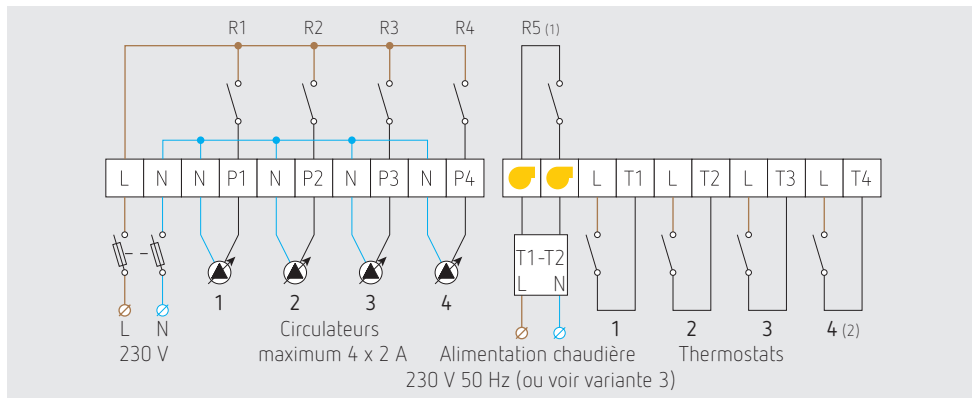 R1 R2 R3 R4 R5 (1)
L N N P1 N P2 N P3 N P4 L T1 L T2 L T3 L T4
T1-T2
L N
1 2 3 4 1 2 3 4 (2)
L N Circulateurs
230 V maximum 4 x 2 A Alimentation chaudière Thermostats
230 V 50 Hz (ou voir variante 3)